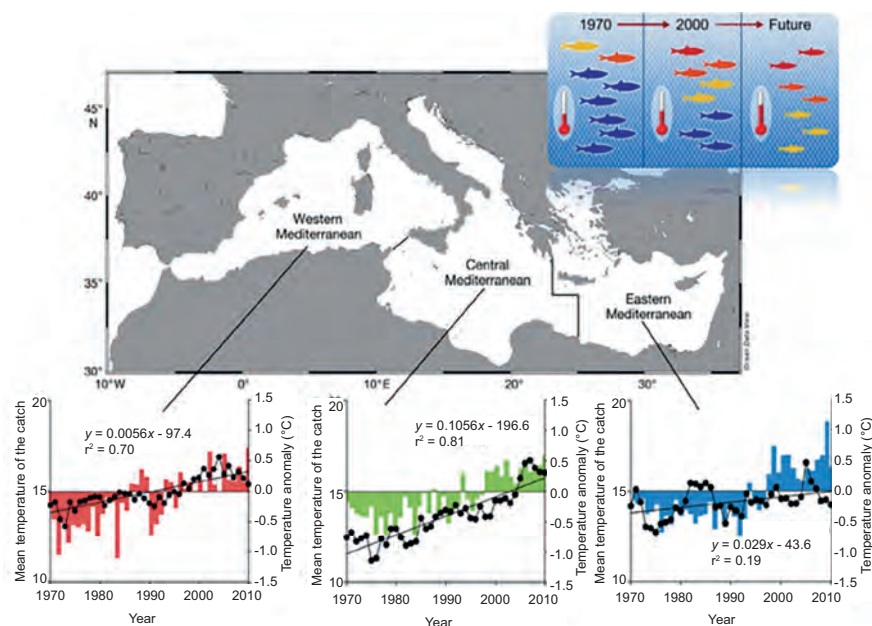 1970 2000 Future
45°
N
40°
35°
30°
10°W 0° 10°E 20° 30°
Western
Mediterranean
Central
Mediterranean
Eastern
Mediterranean
Ocean Data View
Mean temperature of the catch
20
15
10
y = 0.0056x - 97.4
r² = 0.70
1.5
1.0
0.5
0.0
-0.5
-1.0
-1.5
Temperature anomaly (°C)
1970 1980 1990 2000 2010
Year
Mean temperature of the catch
20
15
10
y = 0.1056x - 196.6
r² = 0.81
1.5
1.0
0.5
0.0
-0.5
-1.0
-1.5
Temperature anomaly (°C)
1970 1980 1990 2000 2010
Year
Mean temperature of the catch
20
15
10
y = 0.029x - 43.6
r² = 0.19
1.5
1.0
0.5
0.0
-0.5
-1.0
-1.5
Temperature anomaly (°C)
1970 1980 1990 2000 2010
Year